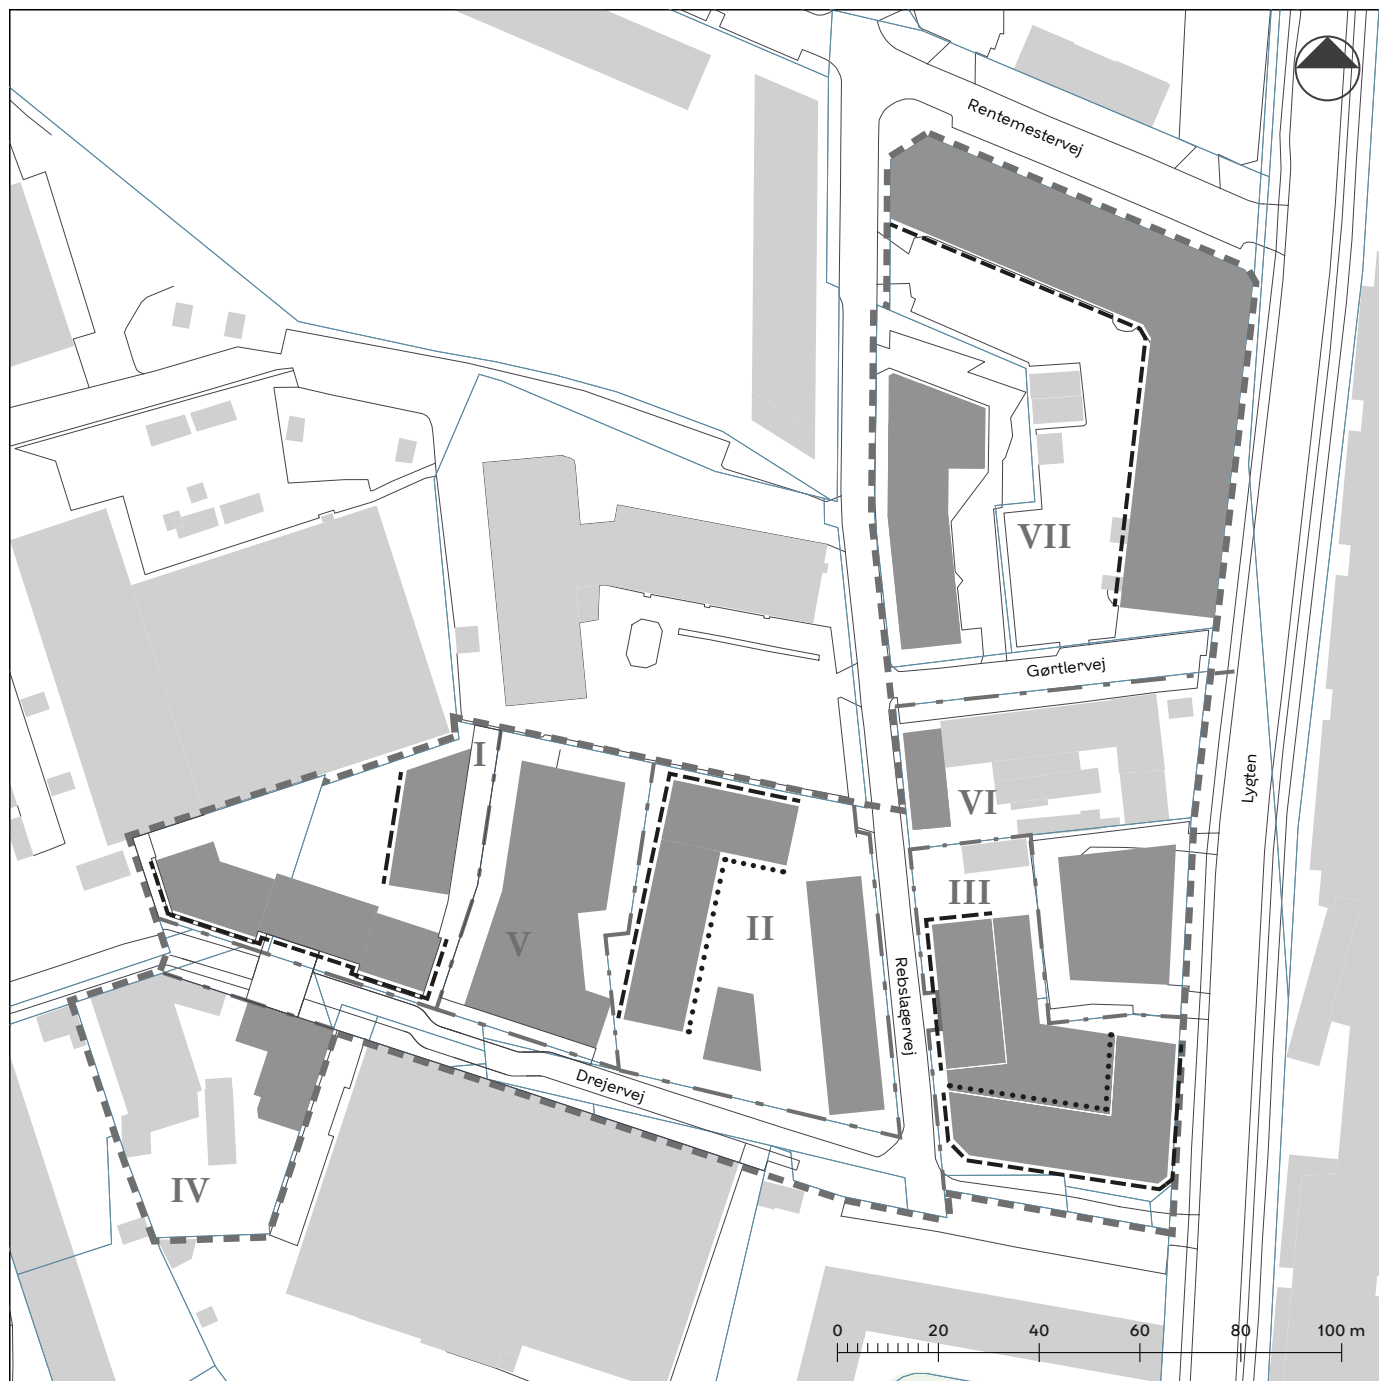 Rentemestervej
VII
Gørtlervej
I
Lygten
VI
III
II
V
Rebslagervej
Drejervej
IV
0 20 40 60 80 100 m